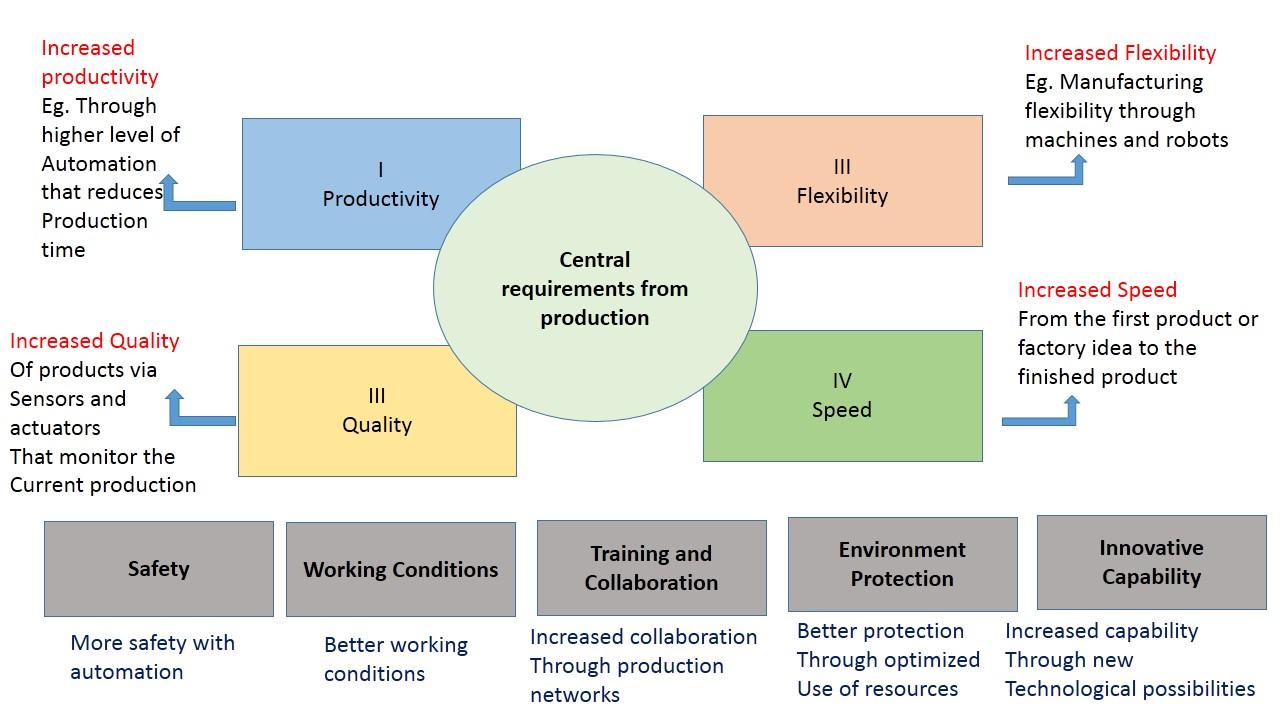 Increased
productivity
Eg. Through
higher level of
Automation
that reduces
Production
time
I
Productivity
III
Flexibility
Increased Flexibility
Eg. Manufacturing
flexibility through
machines and robots
Central
requirements from
production
Increased Quality
Of products via
Sensors and
actuators
That monitor the
Current production
III
Quality
IV
Speed
Increased Speed
From the first product or
factory idea to the
finished product
Safety
Working Conditions
Training and
Collaboration
Environment
Protection
Innovative
Capability
More safety with
automation
Better working
conditions
Increased collaboration
Through production
networks
Better protection
Through optimized
Use of resources
Increased capability
Through new
Technological possibilities